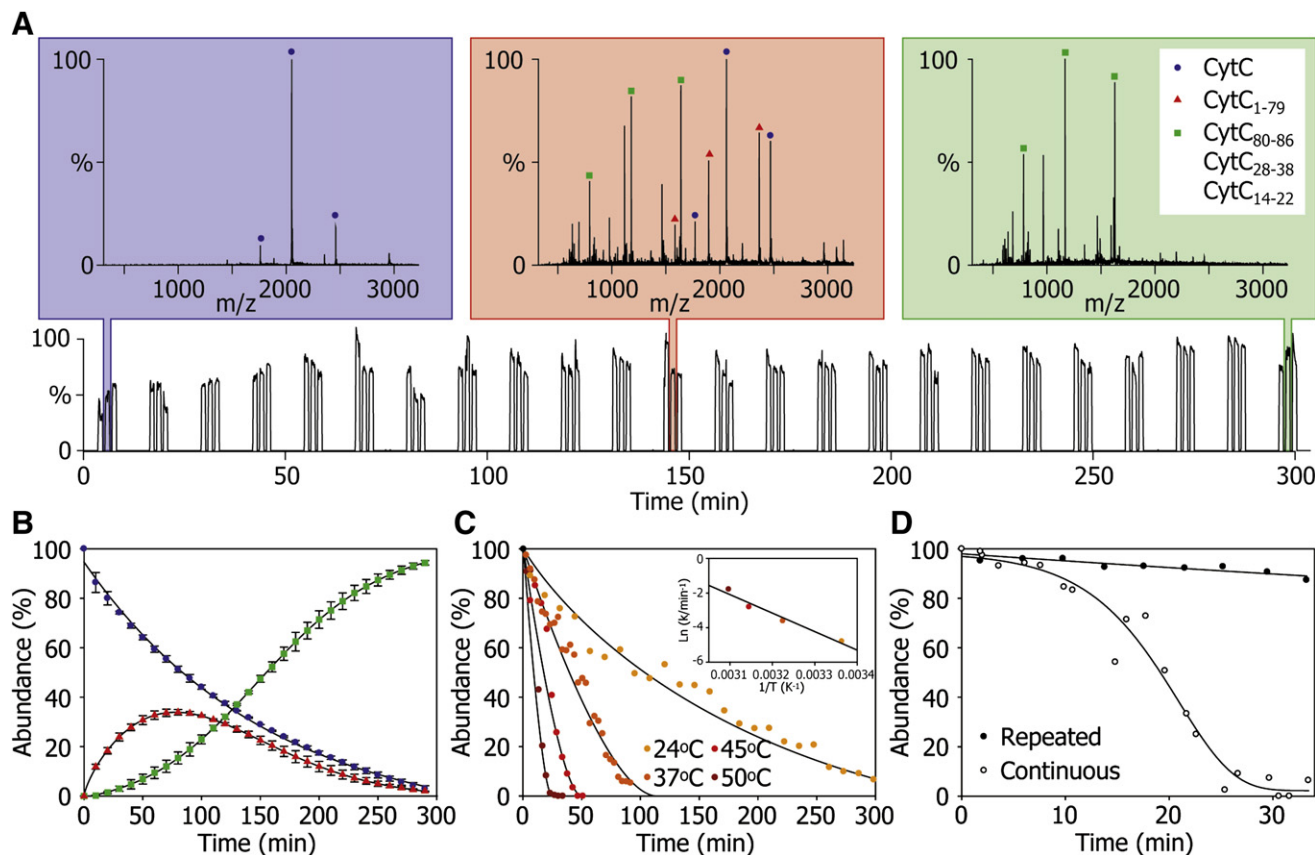 A
100
%
0
1000
2000
3000
m/z
100
%
0
1000
2000
3000
m/z
100
%
0
1000
2000
3000
m/z
CytC
CytC1-79
CytC80-86
CytC28-38
CytC14-22
100
%
0
0
50
100
150
200
250
300
Time (min)
B
Abundance (%)
100
80
60
40
20
0
0
50
100
150
200
250
300
Time (min)
C
Abundance (%)
100
80
60
40
20
0
0
50
100
150
200
250
300
Time (min)
Ln (k/min-1)
0
-2
-4
-6
0.0031
0.0032
0.0033
0.0034
1/T (K-1)
24oC
45oC
37oC
50oC
D
Abundance (%)
100
80
60
40
20
0
0
10
20
30
Time (min)
Repeated
Continuous